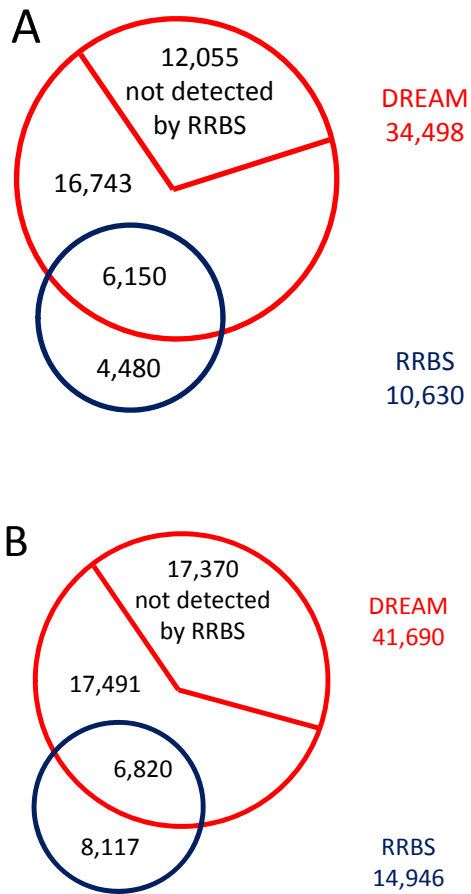 A
12,055
not detected
by RRBS
DREAM
34,498
16,743
6,150
4,480
RRBS
10,630
B
17,370
not detected
by RRBS
DREAM
41,690
17,491
6,820
8,117
RRBS
14,946